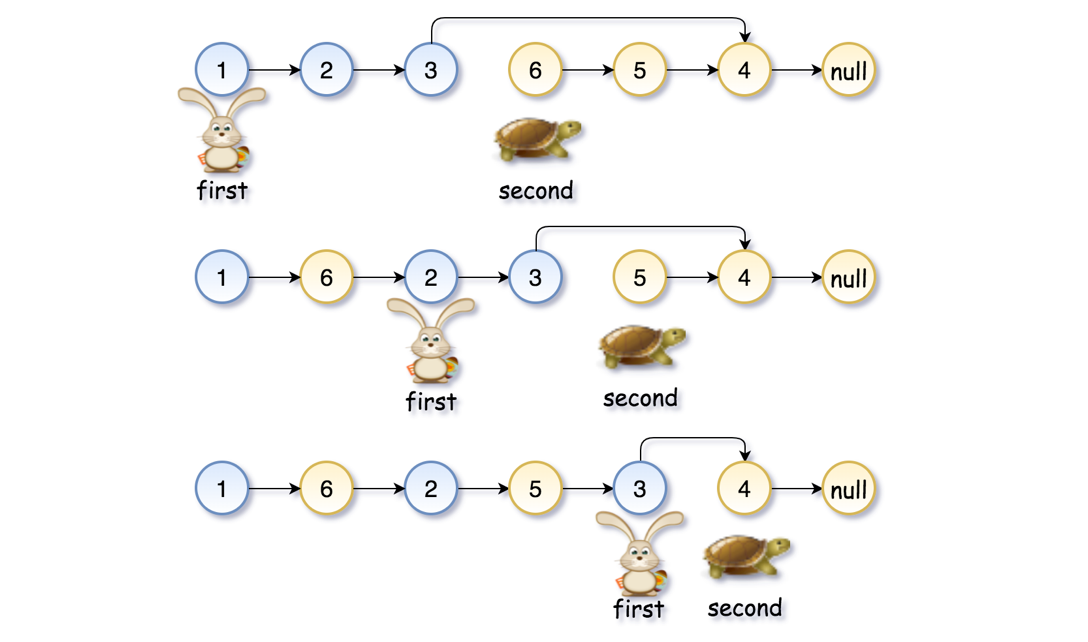 1 2 3 6 5 4 null
first second
1 6 2 3 5 4 null
first second
1 6 2 5 3 4 null
first second